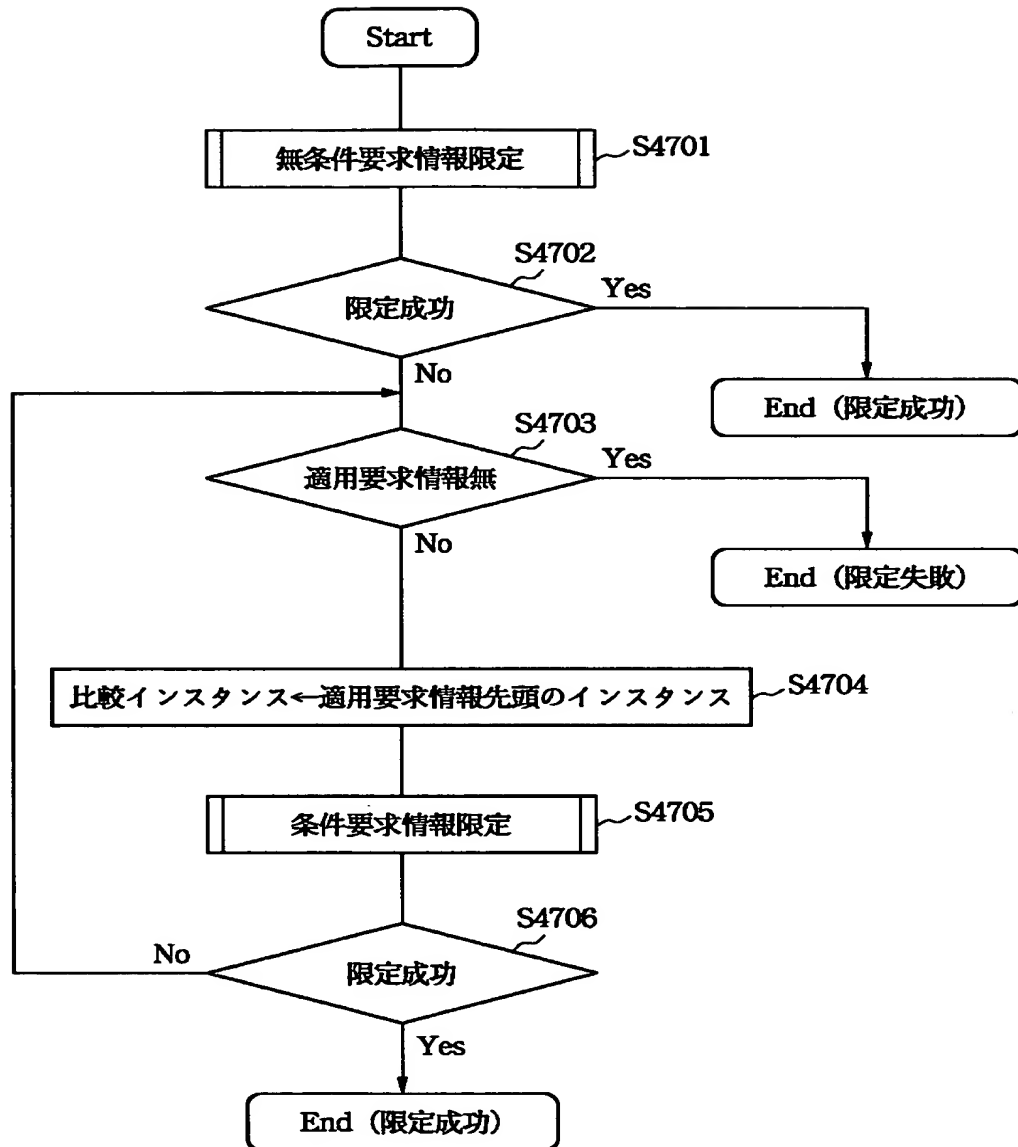 Start
無条件要求情報限定
S4701
S4702
限定成功
Yes
No
End (限定成功)
S4703
適用要求情報無
Yes
No
End (限定失敗)
比較インスタンス←適用要求情報先頭のインスタンス
S4704
条件要求情報限定
S4705
S4706
No
限定成功
Yes
End (限定成功)